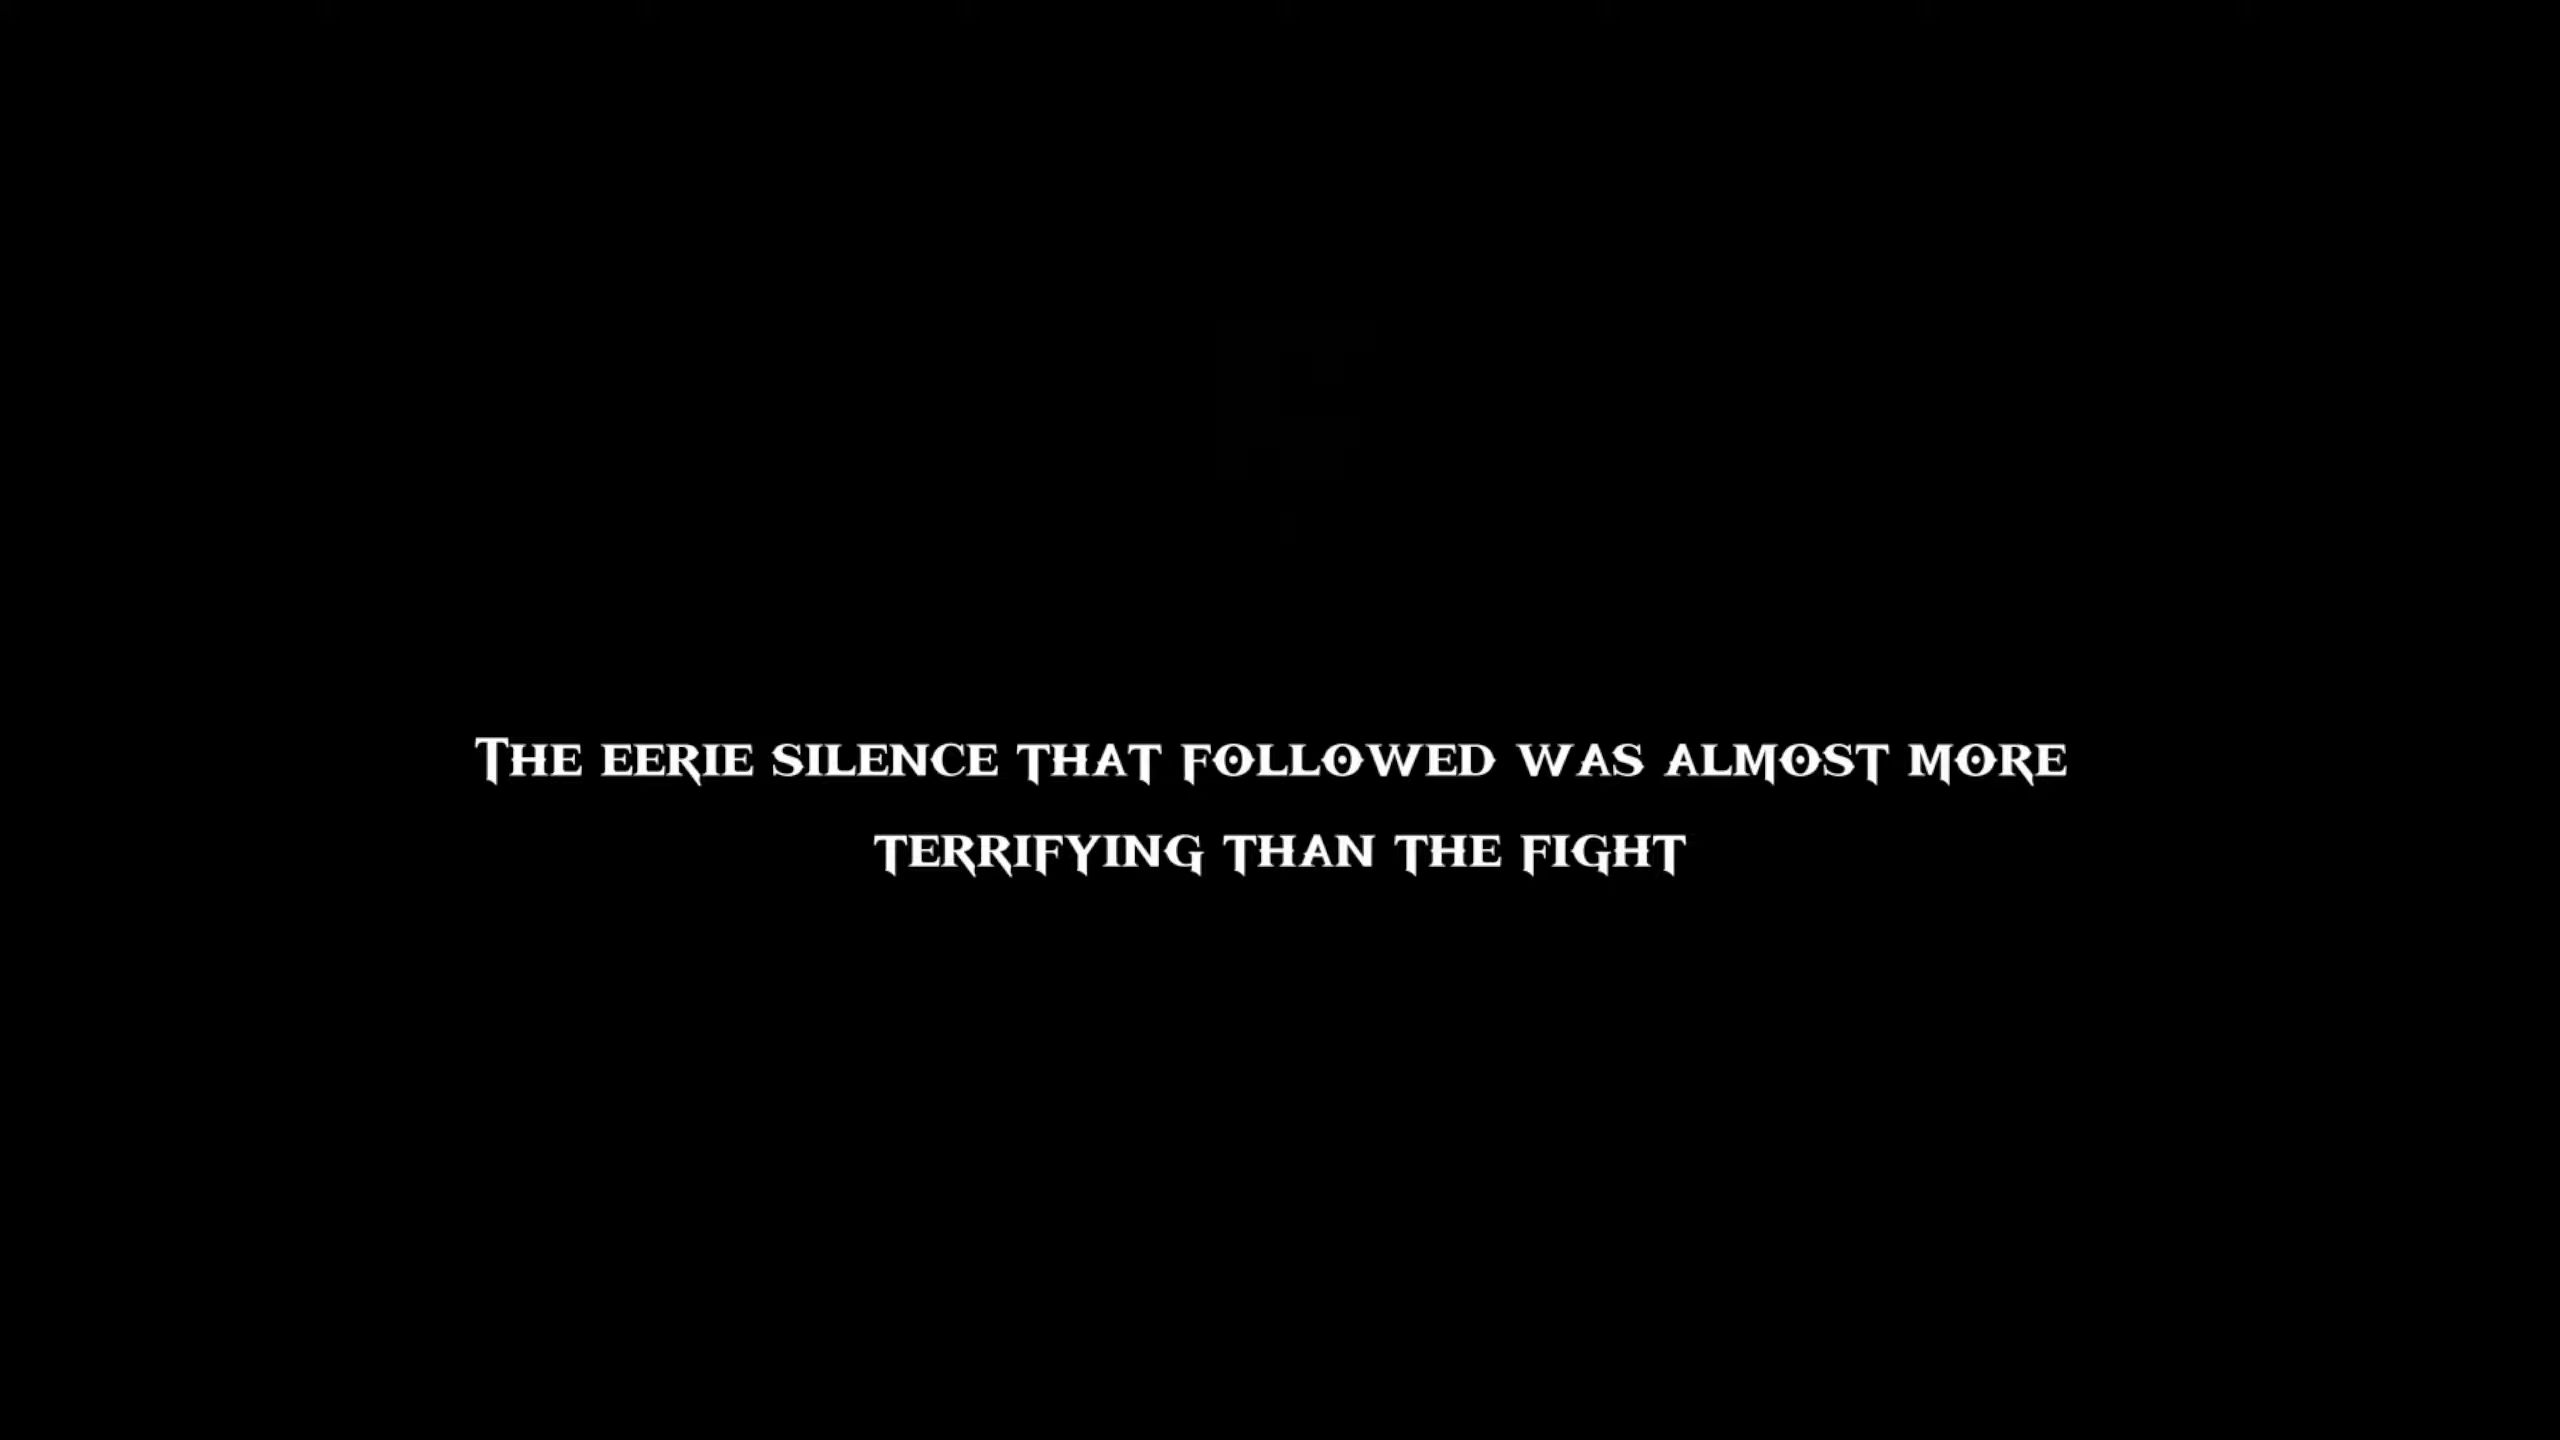 The eerie silence that followed was almost more
terrifying than the fight